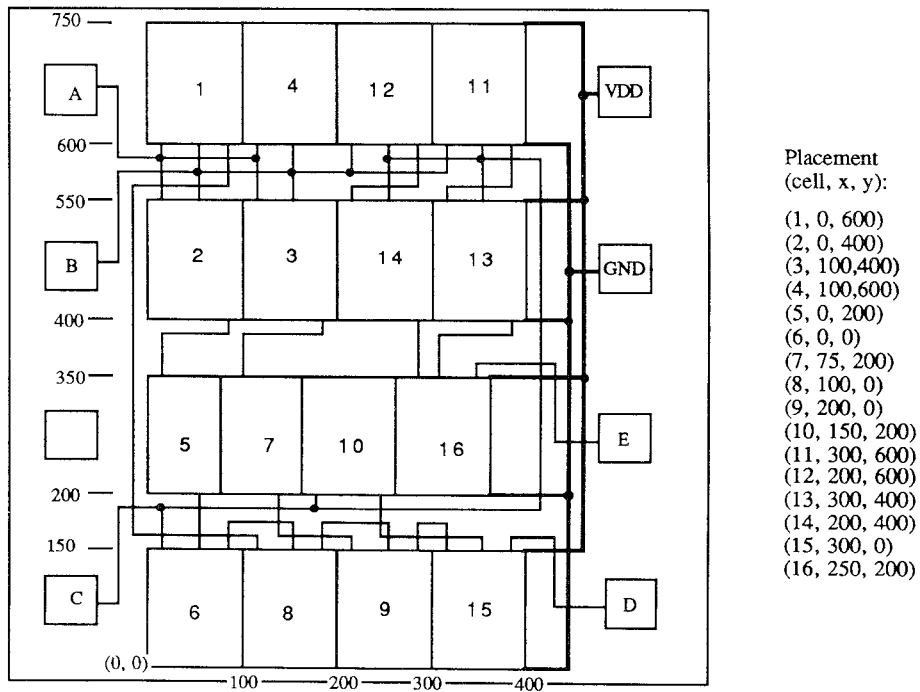 750
A
1
4
12
11
VDD
600
550
B
2
3
14
13
GND
400
350
5
7
10
16
E
200
150
C
6
8
9
15
D
(0, 0)
100
200
300
400
Placement
(cell, x, y):
(1, 0, 600)
(2, 0, 400)
(3, 100,400)
(4, 100,600)
(5, 0, 200)
(6, 0, 0)
(7, 75, 200)
(8, 100, 0)
(9, 200, 0)
(10, 150, 200)
(11, 300, 600)
(12, 200, 600)
(13, 300, 400)
(14, 200, 400)
(15, 300, 0)
(16, 250, 200)